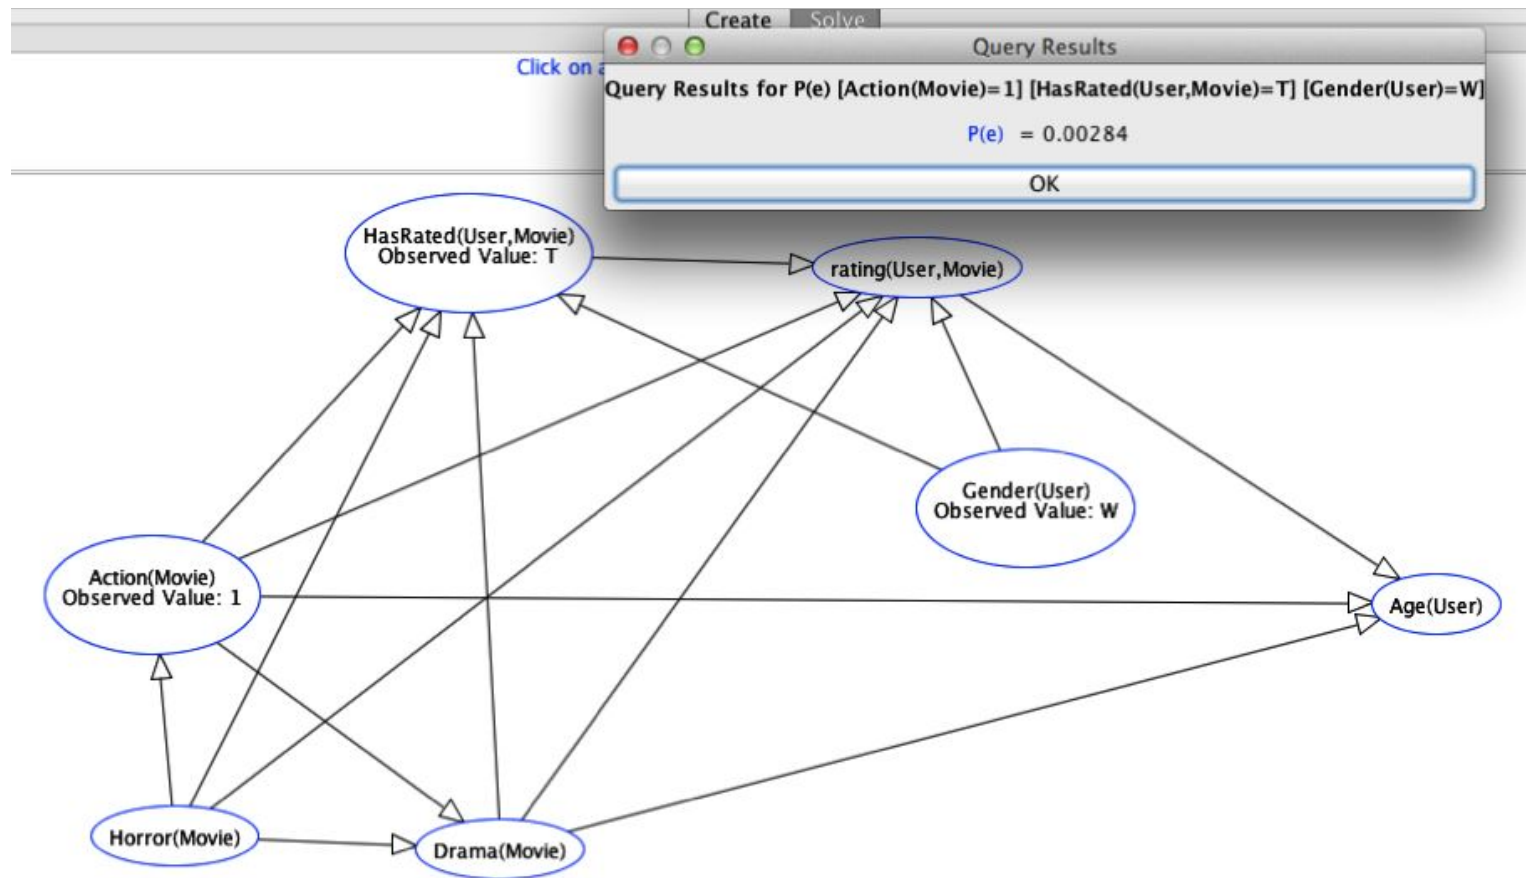 Create Solve
Query Results
Click on a
Query Results for P(e) [Action(Movie)=1] [HasRated(User,Movie)=T] [Gender(User)=W]
P(e) = 0.00284
OK
HasRated(User,Movie)
Observed Value: T
rating(User,Movie)
Gender(User)
Observed Value: W
Action(Movie)
Observed Value: 1
Age(User)
Horror(Movie)
Drama(Movie)